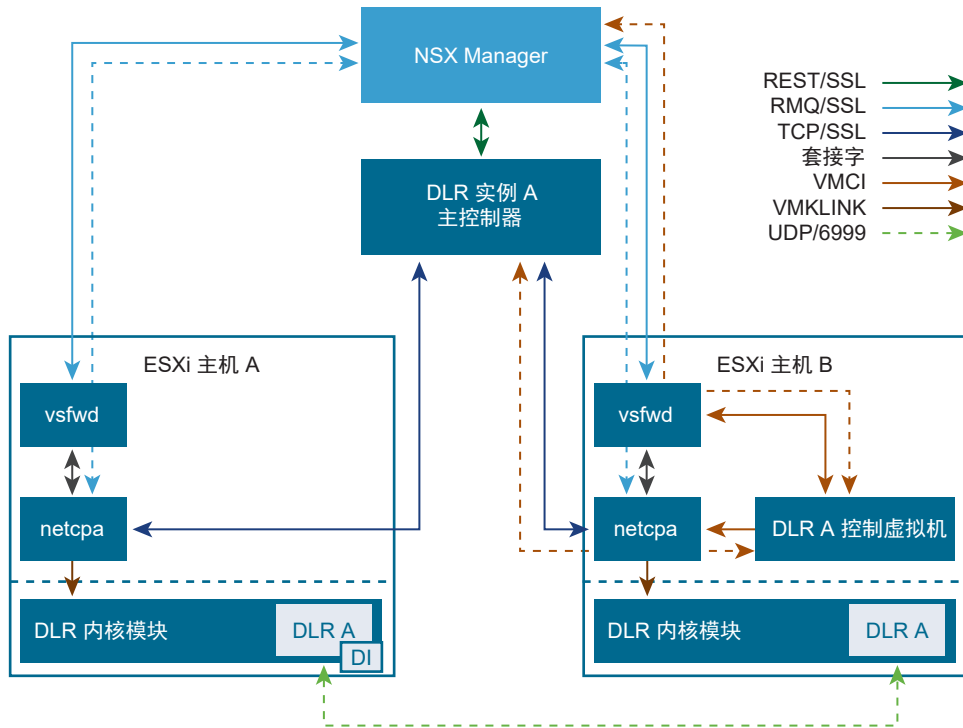 NSX Manager
REST/SSL
RMQ/SSL
TCP/SSL
套接字
VMCI
VMKLINK
UDP/6999
DLR 实例 A
主控制器
ESXi 主机 A
vsfwd
netcpa
DLR 内核模块
DLR A
DI
ESXi 主机 B
vsfwd
netcpa
DLR A 控制虚拟机
DLR 内核模块
DLR A